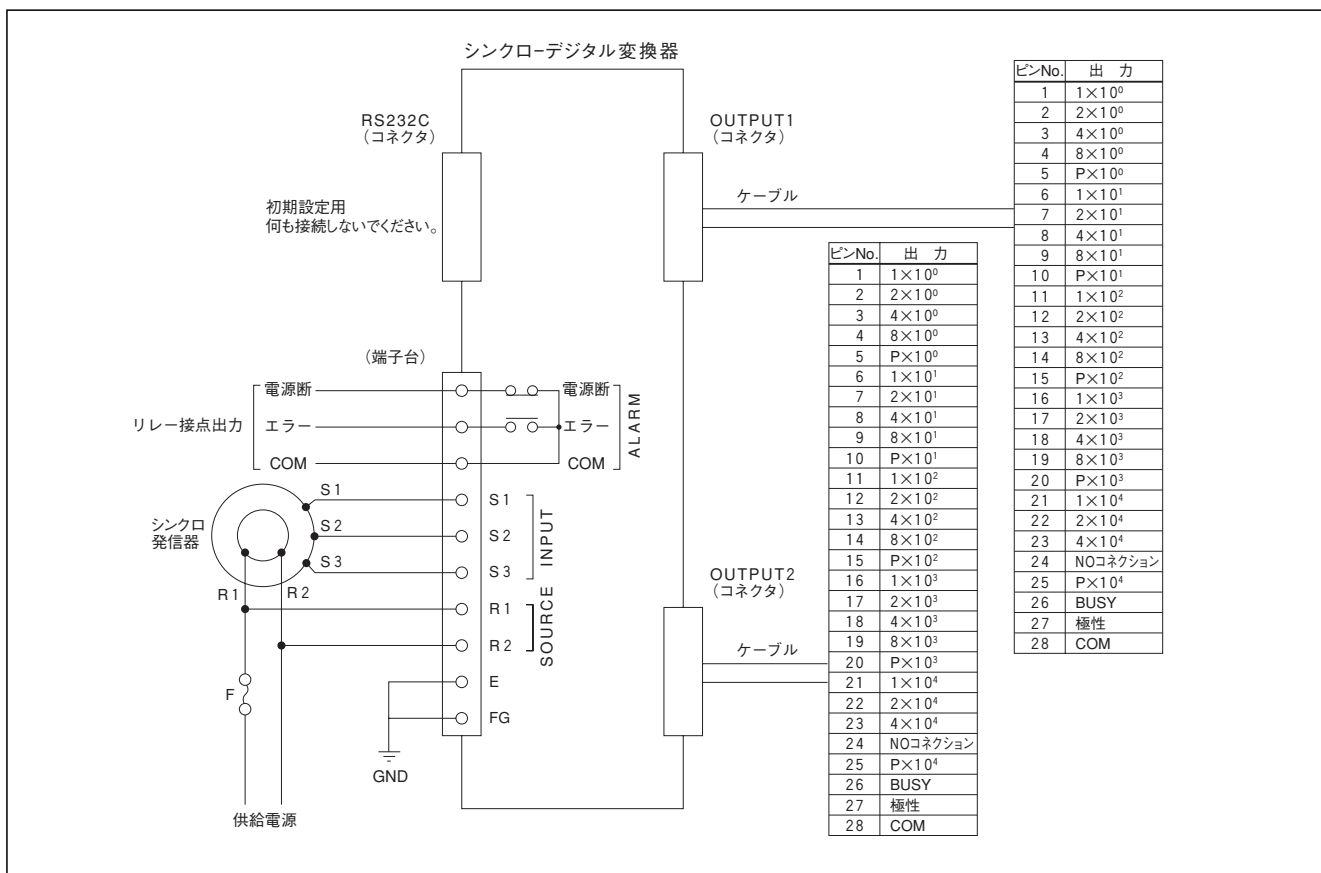 シンクロ−デジタル変換器
RS232C
（コネクタ）
初期設定用
何も接続しないでください。
OUTPUT1
（コネクタ）
ケーブル
ピンNo. 出 力
1 1×10⁰
2 2×10⁰
3 4×10⁰
4 8×10⁰
5 P×10⁰
6 1×10¹
7 2×10¹
8 4×10¹
9 8×10¹
10 P×10¹
11 1×10²
12 2×10²
13 4×10²
14 8×10²
15 P×10²
16 1×10³
17 2×10³
18 4×10³
19 8×10³
20 P×10³
21 1×10⁴
22 2×10⁴
23 4×10⁴
24 NOコネクション
25 P×10⁴
26 BUSY
27 極性
28 COM
（端子台）
リレー接点出力
電源断 電源断
エラー エラー
COM COM
ALARM
シンクロ
発信器
S1 S1
S2 S2
S3 S3
INPUT
R1 R2
R1
R2
SOURCE
E
FG
F
GND
供給電源
OUTPUT2
（コネクタ）
ケーブル
ピンNo. 出 力
1 1×10⁰
2 2×10⁰
3 4×10⁰
4 8×10⁰
5 P×10⁰
6 1×10¹
7 2×10¹
8 4×10¹
9 8×10¹
10 P×10¹
11 1×10²
12 2×10²
13 4×10²
14 8×10²
15 P×10²
16 1×10³
17 2×10³
18 4×10³
19 8×10³
20 P×10³
21 1×10⁴
22 2×10⁴
23 4×10⁴
24 NOコネクション
25 P×10⁴
26 BUSY
27 極性
28 COM